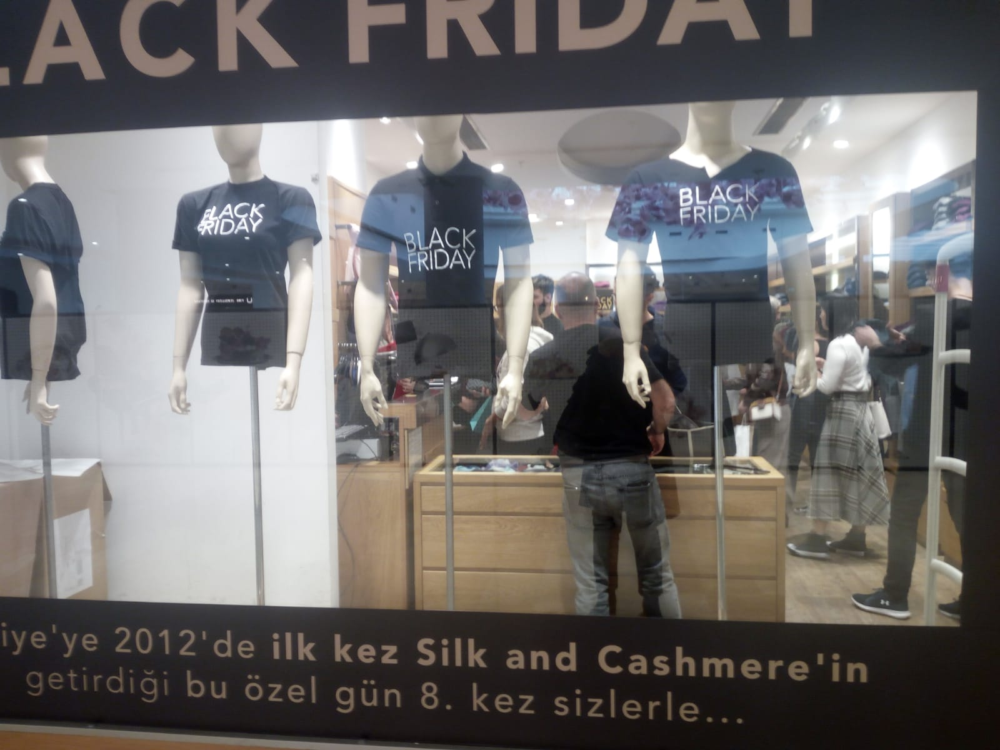 LACK FRIDAY
BLACK
FRIDAY
BLACK
FRIDAY
BLACK
FRIDAY
iye'ye 2012'de ilk kez Silk and Cashmere'in
getirdiği bu özel gün 8. kez sizlerle...